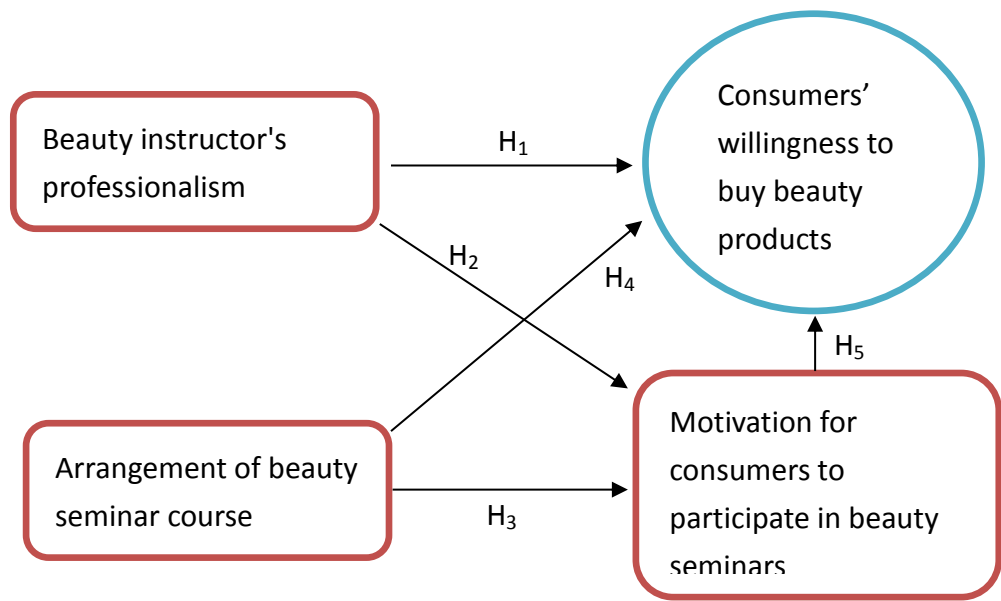 Beauty instructor's
professionalism
H₁
Consumers’
willingness to
buy beauty
products
H₂
H₄
H₅
Arrangement of beauty
seminar course
H₃
Motivation for
consumers to
participate in beauty
seminars